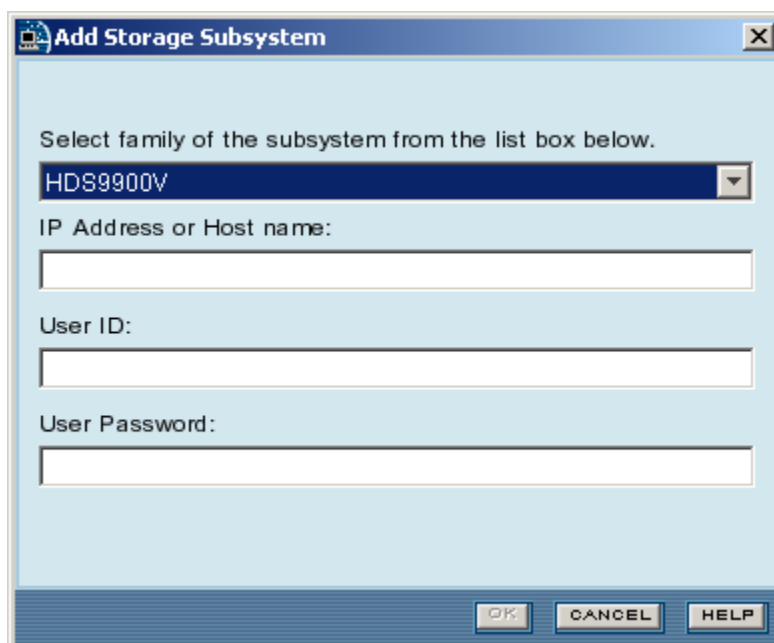 Add Storage Subsystem
Select family of the subsystem from the list box below.
HDS9900V
IP Address or Host name:
User ID:
User Password:
OK CANCEL HELP